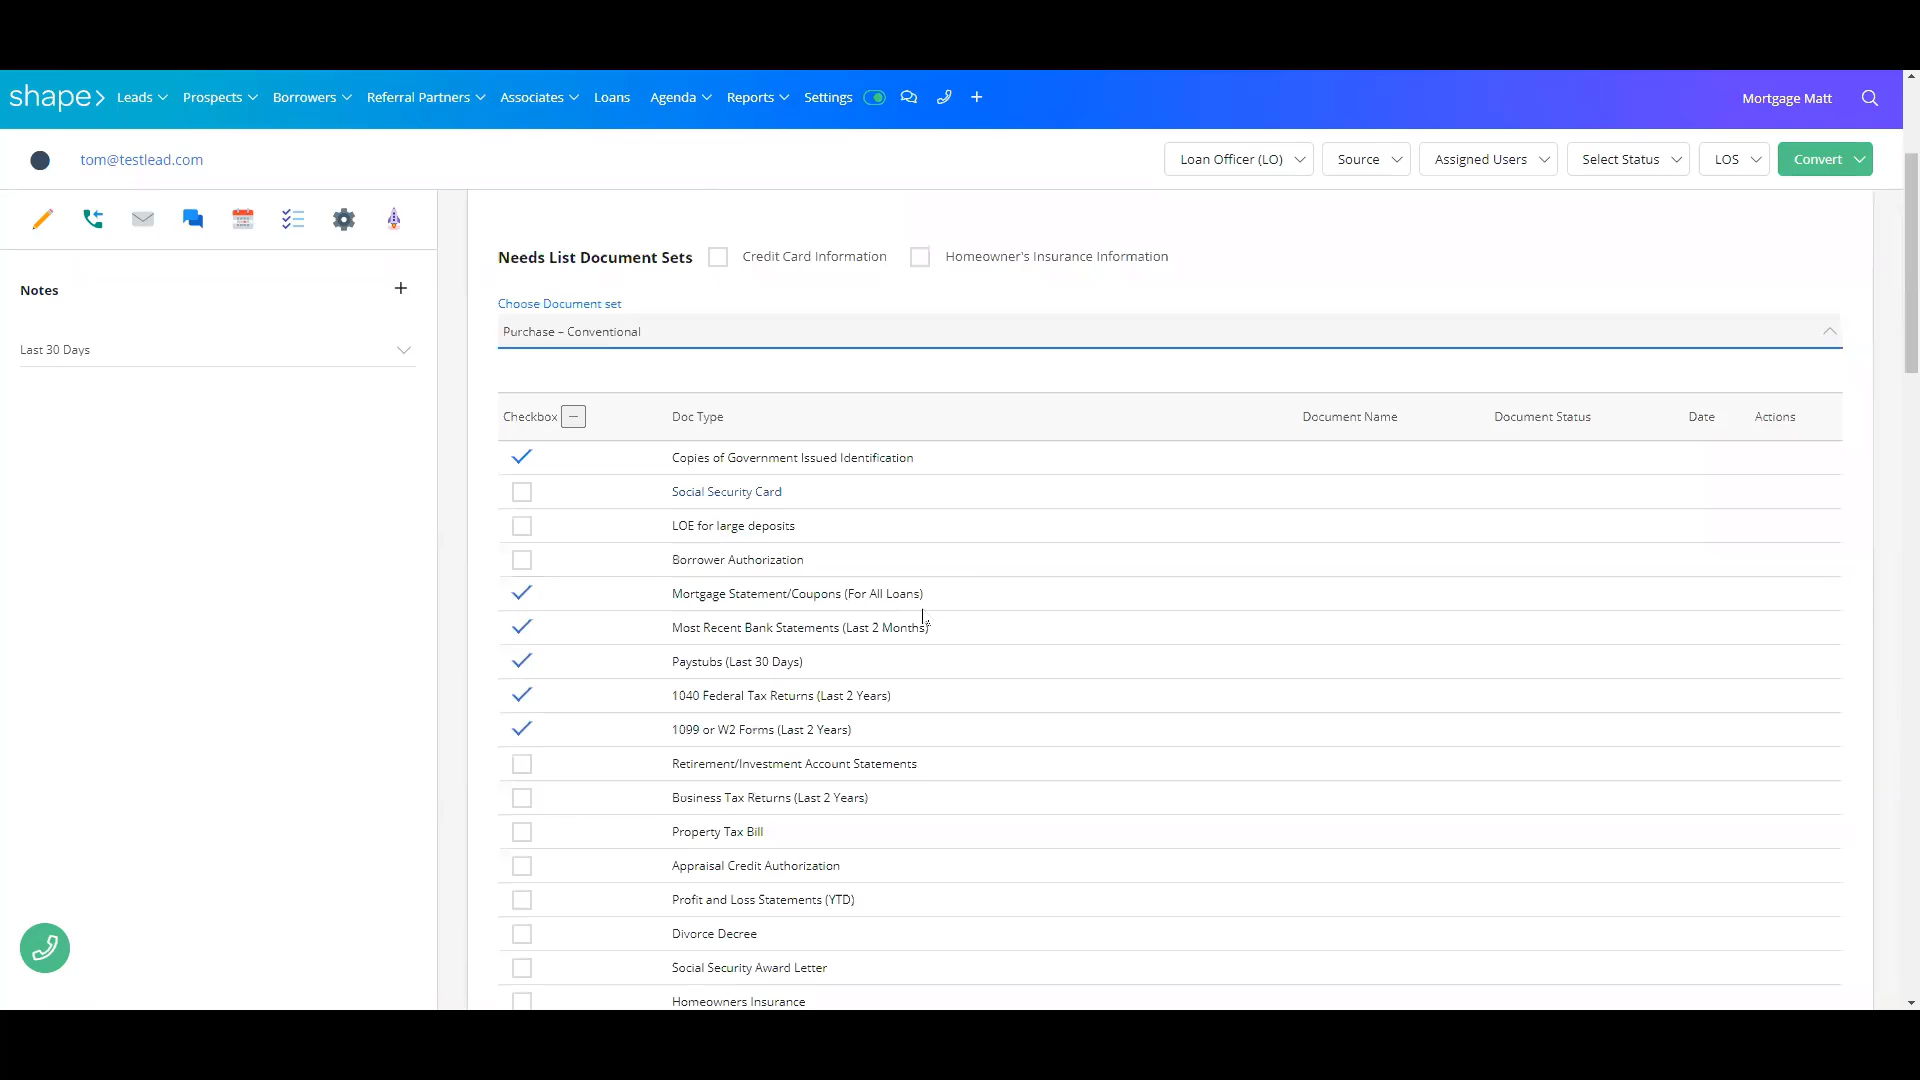 shape
Leads Prospects Borrowers Referral Partners Associates Loans Agenda Reports Settings Mortgage Matt
tom@testlead.com Loan Officer (LO) Source Assigned Users Select Status LOS Convert
Notes +
Last 30 Days
Needs List Document Sets Credit Card Information Homeowner's Insurance Information
Choose Document set
Purchase – Conventional
Checkbox Doc Type Document Name Document Status Date Actions
Copies of Government Issued Identification
Social Security Card
LOE for large deposits
Borrower Authorization
Mortgage Statement/Coupons (For All Loans)
Most Recent Bank Statements (Last 2 Months)
Paystubs (Last 30 Days)
1040 Federal Tax Returns (Last 2 Years)
1099 or W2 Forms (Last 2 Years)
Retirement/Investment Account Statements
Business Tax Returns (Last 2 Years)
Property Tax Bill
Appraisal Credit Authorization
Profit and Loss Statements (YTD)
Divorce Decree
Social Security Award Letter
Homeowners Insurance